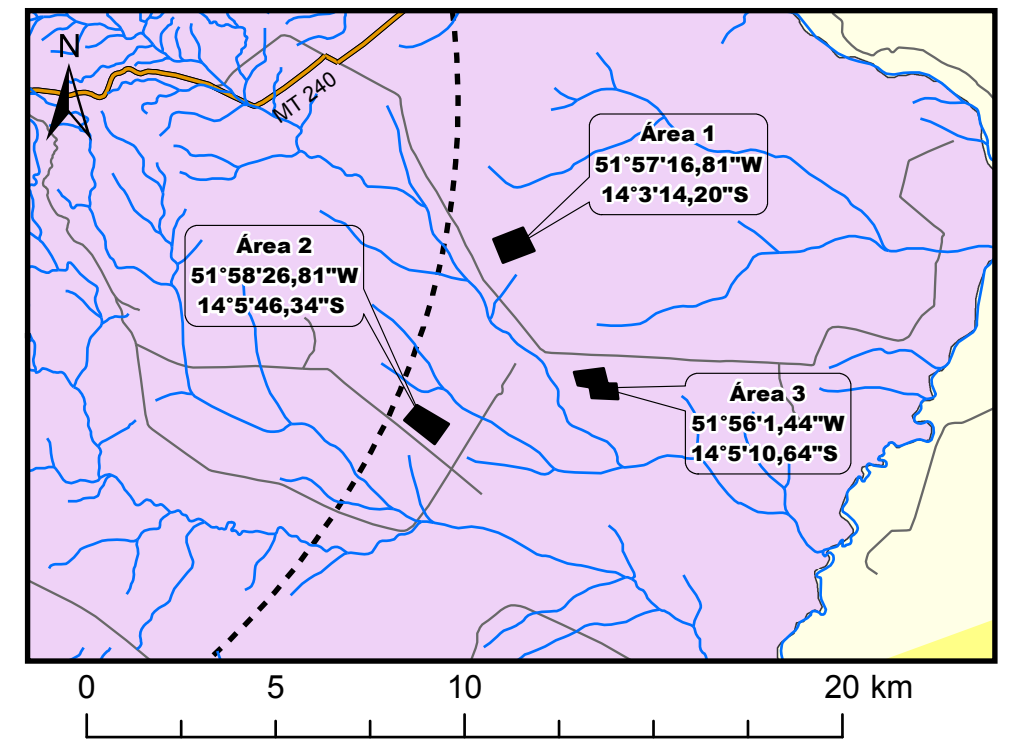 N
MT 240
Área 1
51°57'16,81"W
14°3'14,20"S
Área 2
51°58'26,81"W
14°5'46,34"S
Área 3
51°56'1,44"W
14°5'10,64"S
0 5 10 20 km